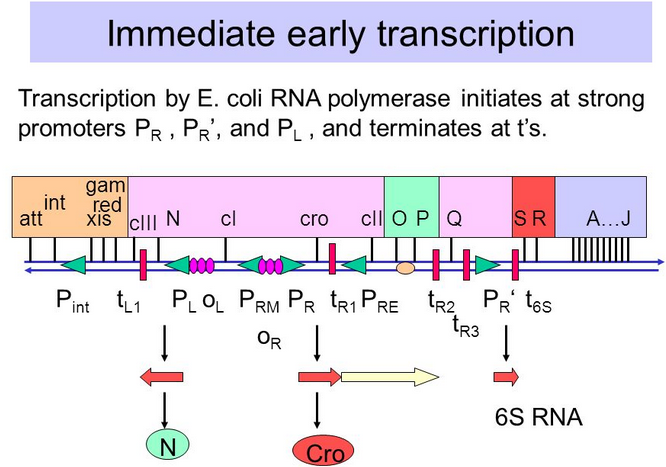 Immediate early transcription
Transcription by E. coli RNA polymerase initiates at strong
promoters PR , PR’, and PL , and terminates at t’s.
gam
int red
att xis cIII N cI cro cII O P Q S R A…J
Pint tL1 PL oL PRM PR tR1 PRE tR2 PR‘ t6S
oR tR3
6S RNA
N Cro